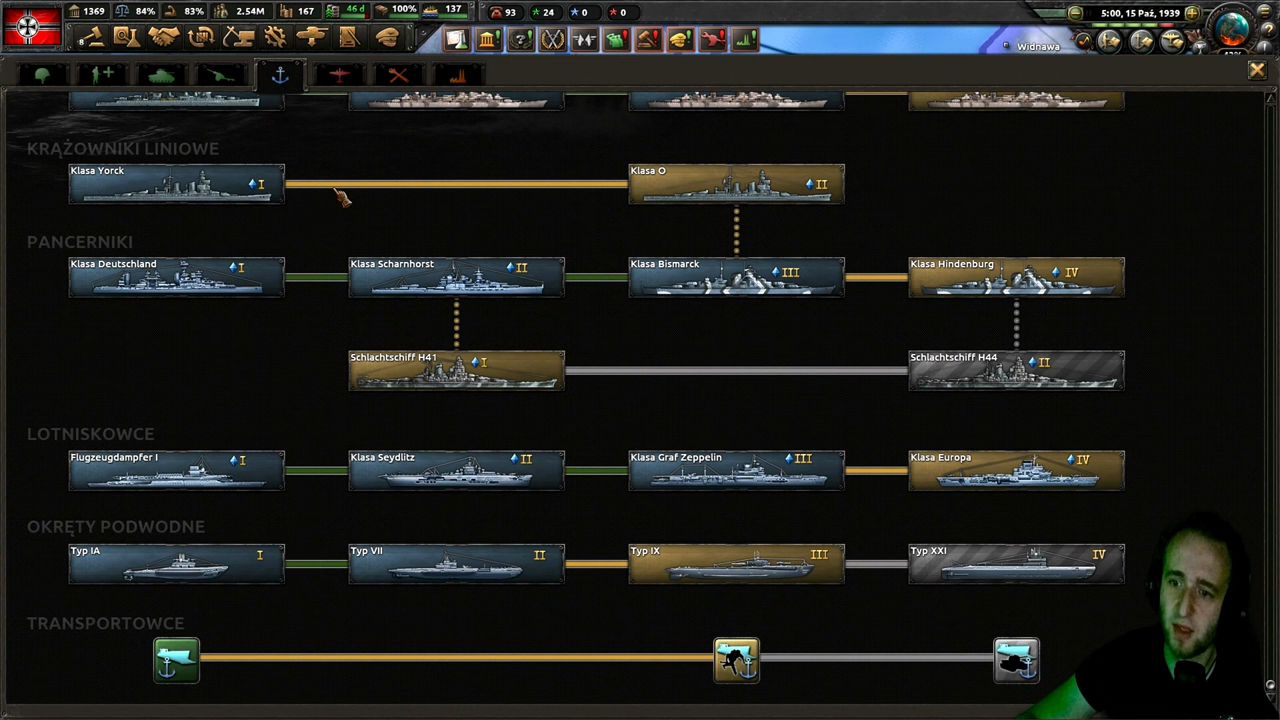 1369 84% 83% 2.54M 167 46 d 100% 137 93 24 0 0 5:00, 15 Paź, 1939
8 Widnawa
KRĄŻOWNIKI LINIOWE
Klasa Yorck I Klasa O II
PANCERNIKI
Klasa Deutschland I Klasa Scharnhorst II Klasa Bismarck III Klasa Hindenburg IV
Schlachtschiff H41 I Schlachtschiff H44 II
LOTNISKOWCE
Flugzeugdampfer I I Klasa Seydlitz II Klasa Graf Zeppelin III Klasa Europa IV
OKRĘTY PODWODNE
Typ IA I Typ VII II Typ IX III Typ XXI IV
TRANSPORTOWCE